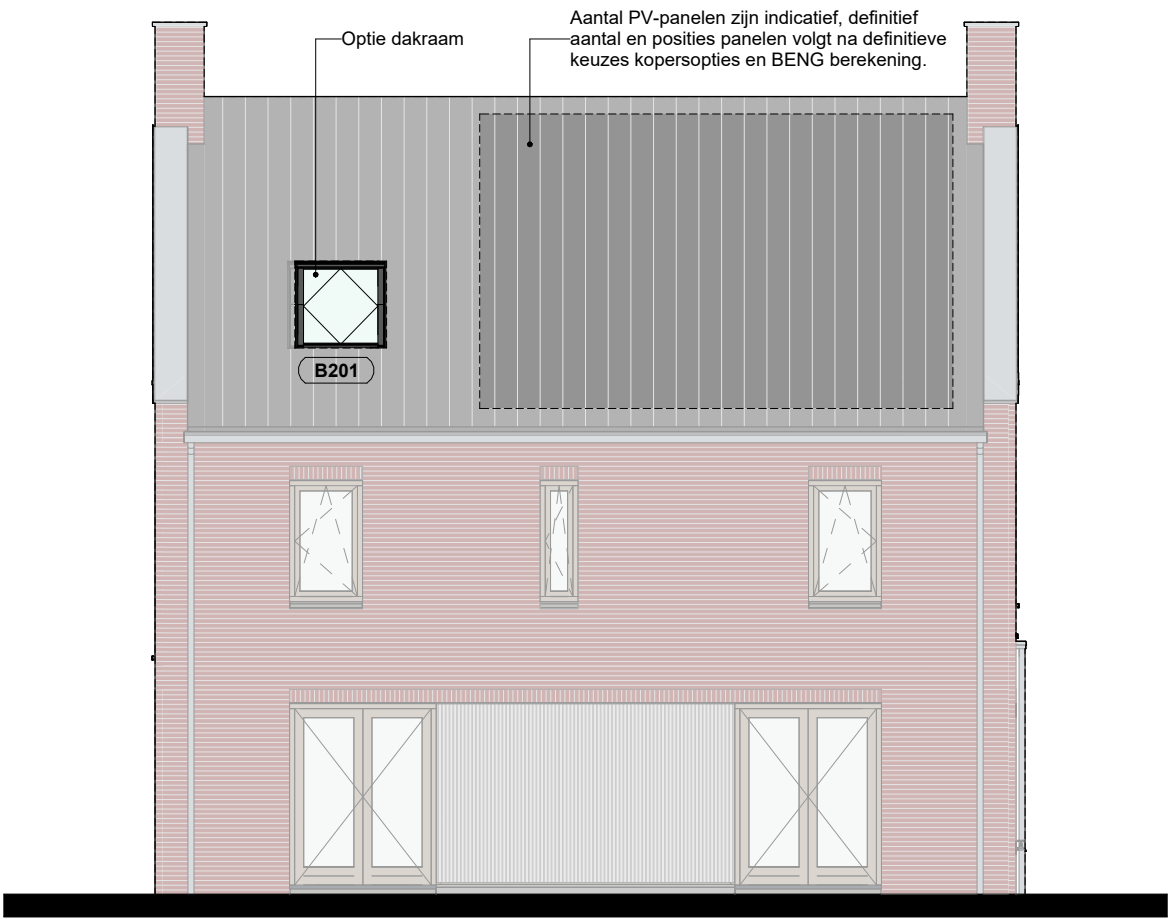 Optie dakraam
Aantal PV-panelen zijn indicatief, definitief
aantal en posities panelen volgt na definitieve
keuzes kopersopties en BENG berekening.
B201